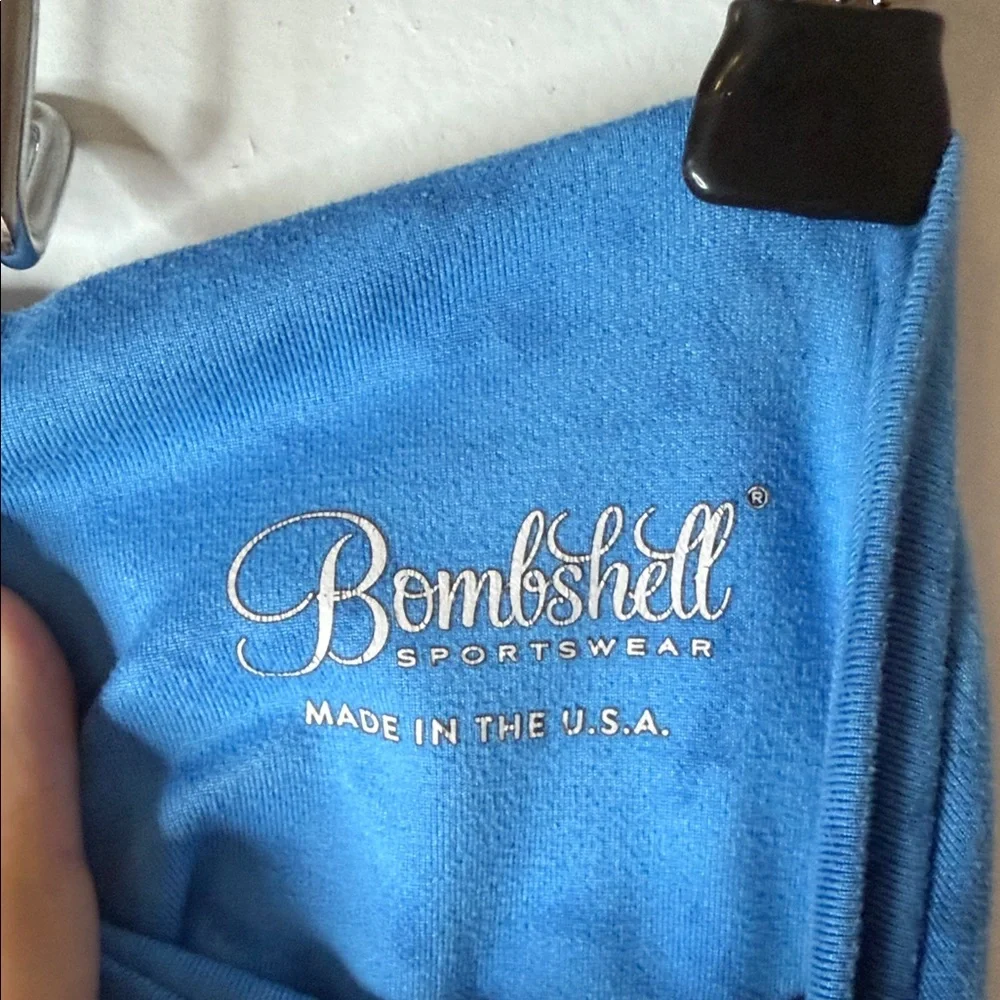 Bombshell®
SPORTSWEAR
MADE IN THE U.S.A.